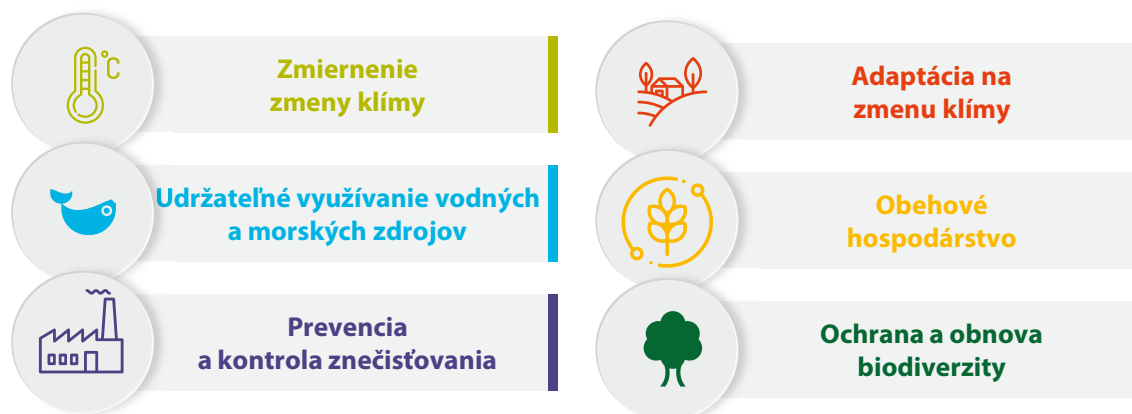 °C
Zmiernenie
zmeny klímy
Adaptácia na
zmenu klímy
Udržateľné využívanie vodných
a morských zdrojov
Obehové
hospodárstvo
Prevencia
a kontrola znečisťovania
Ochrana a obnova
biodiverzity